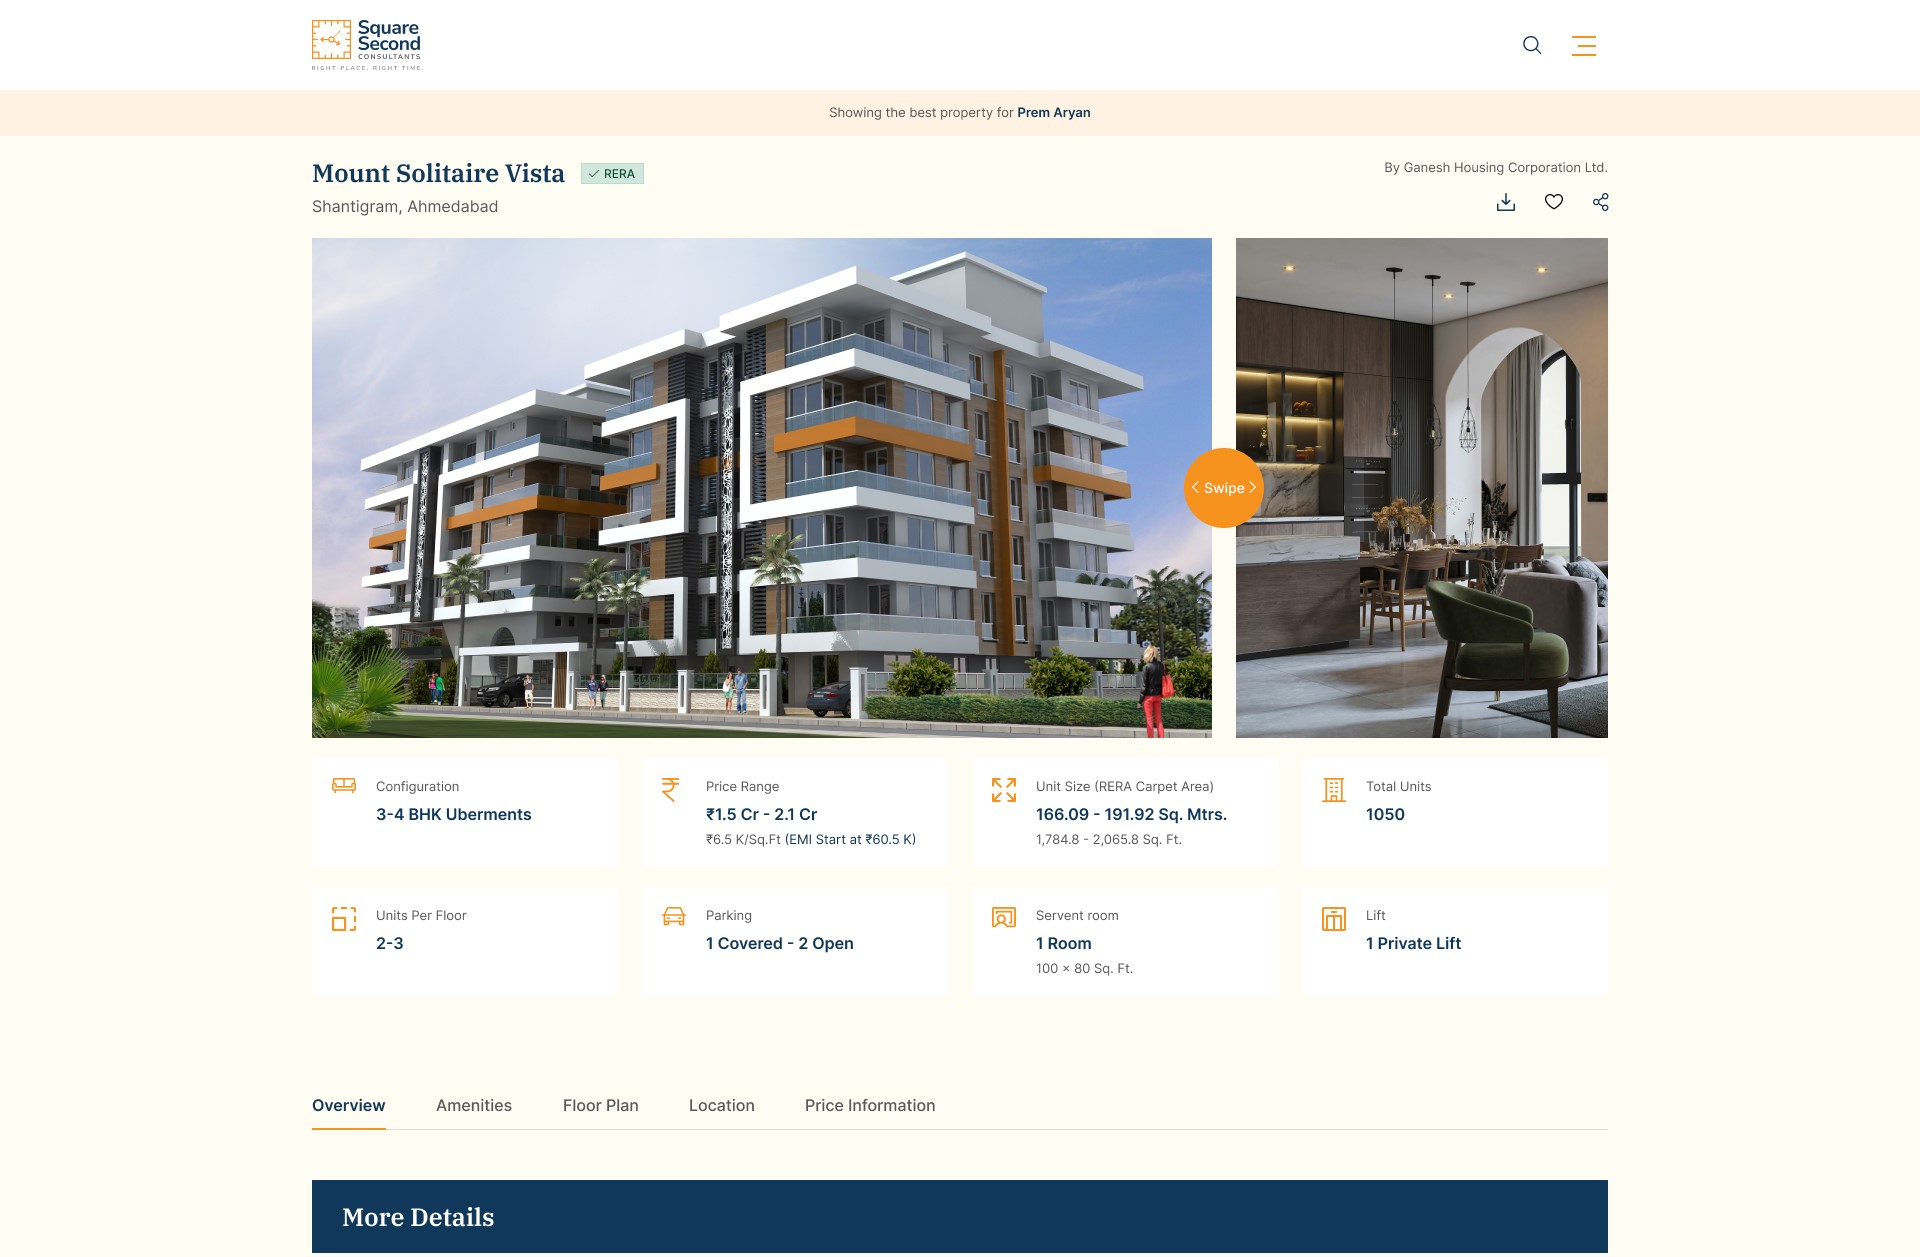 Square
Second
CONSULTANTS
RIGHT PLACE. RIGHT TIME.
Showing the best property for Prem Aryan
Mount Solitaire Vista
RERA
By Ganesh Housing Corporation Ltd.
Shantigram, Ahmedabad
Swipe
Configuration
3-4 BHK Uberments
Price Range
₹1.5 Cr - 2.1 Cr
₹6.5 K/Sq.Ft (EMI Start at ₹60.5 K)
Unit Size (RERA Carpet Area)
166.09 - 191.92 Sq. Mtrs.
1,784.8 - 2,065.8 Sq. Ft.
Total Units
1050
Units Per Floor
2-3
Parking
1 Covered - 2 Open
Servent room
1 Room
100 × 80 Sq. Ft.
Lift
1 Private Lift
Overview Amenities Floor Plan Location Price Information
More Details